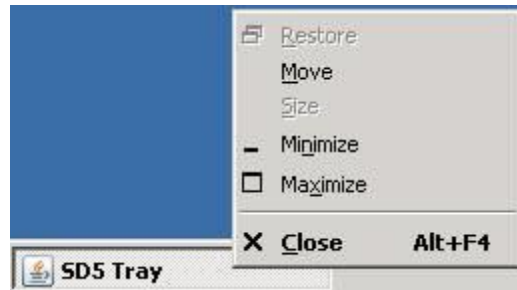 Restore
Move
Size
Minimize
Maximize
Close Alt+F4
SD5 Tray